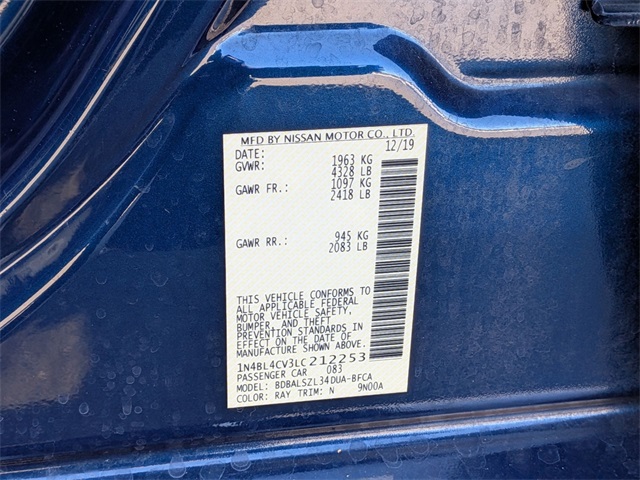 MFD BY NISSAN MOTOR CO., LTD.
DATE: 12/19
GVWR: 1963 KG
4328 LB
GAWR FR.: 1097 KG
2418 LB
GAWR RR.: 945 KG
2083 LB
THIS VEHICLE CONFORMS TO
ALL APPLICABLE FEDERAL
MOTOR VEHICLE SAFETY,
BUMPER, AND THEFT
PREVENTION STANDARDS IN
EFFECT ON THE DATE OF
MANUFACTURE SHOWN ABOVE.
1N4BL4CV3LC212253
PASSENGER CAR 083
MODEL: BDBALSZL34DUA-BFCA
COLOR: RAY TRIM: N 9N00A